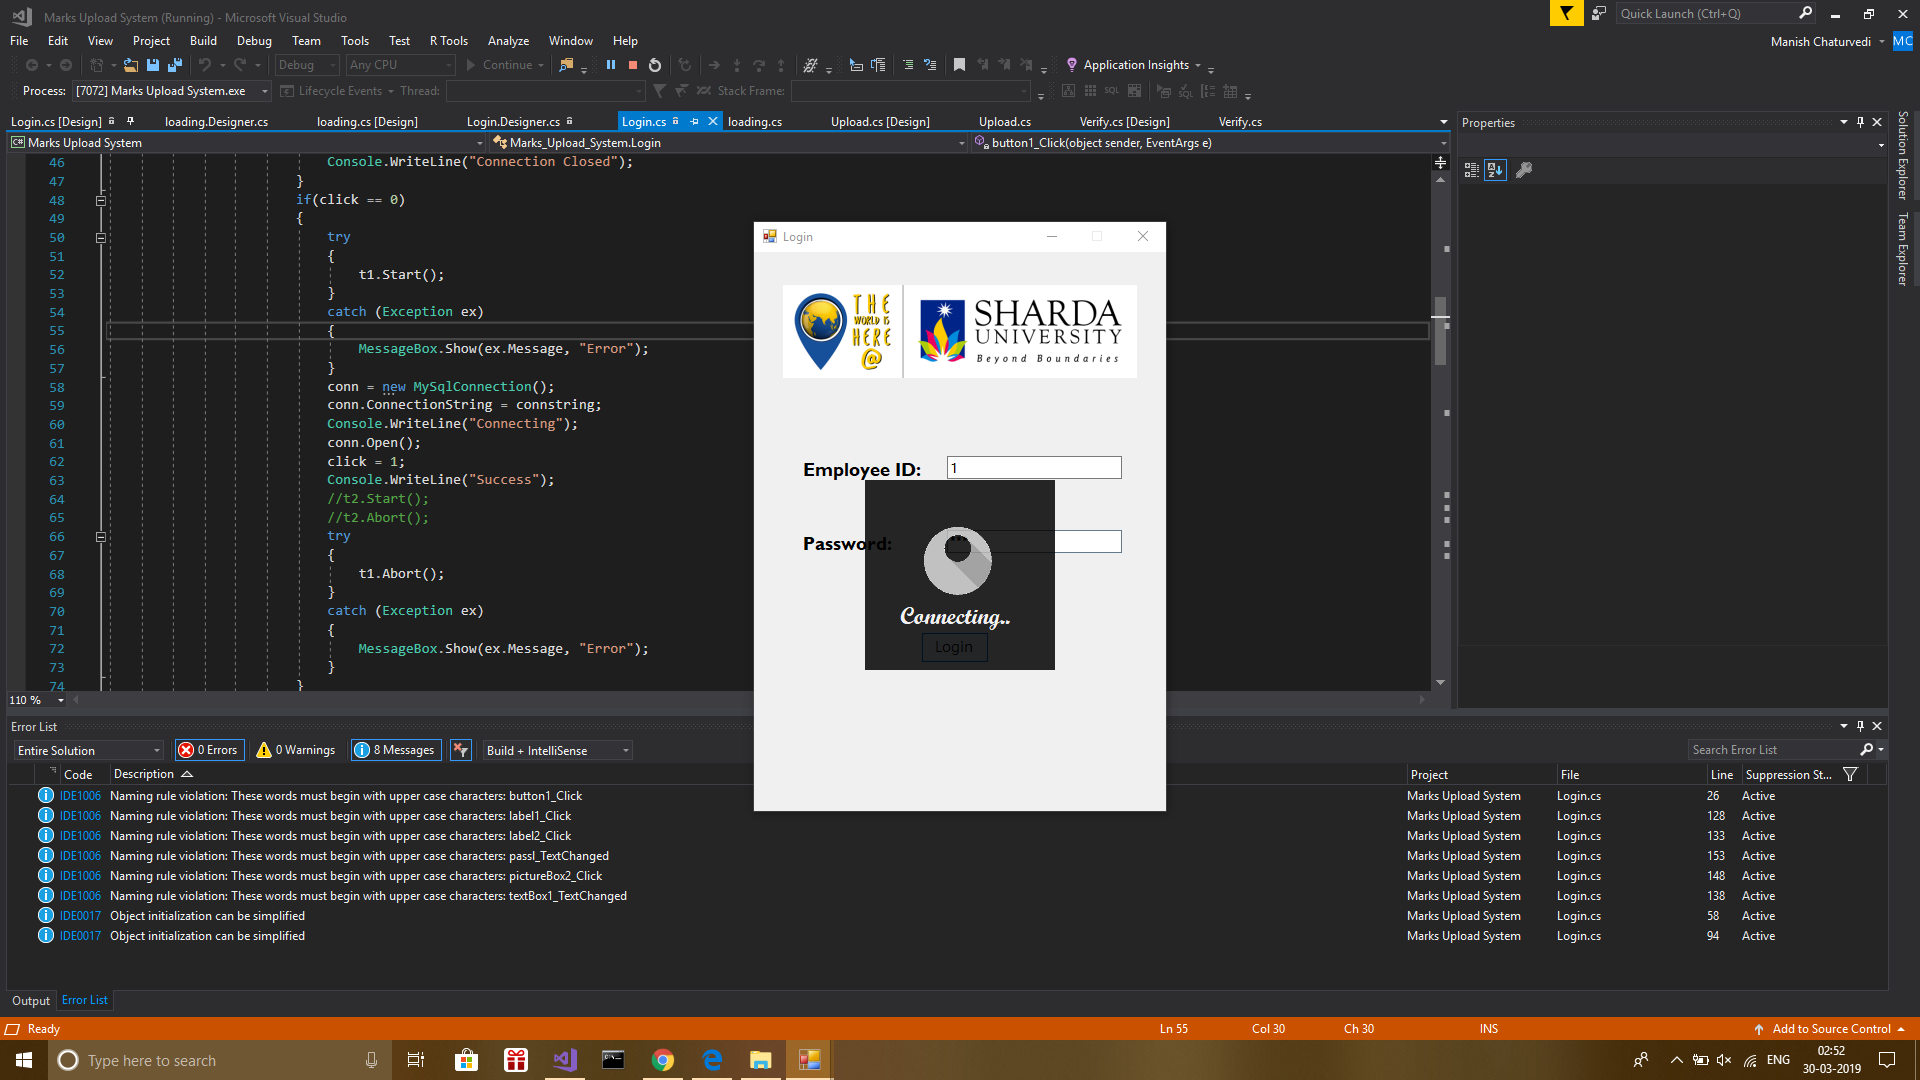 Marks Upload System (Running) - Microsoft Visual Studio
Quick Launch (Ctrl+Q)
File Edit View Project Build Debug Team Tools Test R Tools Analyze Window Help
Manish Chaturvedi MC
Debug Any CPU Continue Application Insights
Process: [7072] Marks Upload System.exe Lifecycle Events Thread: Stack Frame:
Login.cs [Design] loading.Designer.cs loading.cs [Design] Login.Designer.cs Login.cs loading.cs Upload.cs [Design] Upload.cs Verify.cs [Design] Verify.cs
Properties
Marks Upload System Marks_Upload_System.Login button1_Click(object sender, EventArgs e)
46 Console.WriteLine("Connection Closed");
47 }
48 if(click == 0)
49 {
50 try
51 {
52 t1.Start();
53 }
54 catch (Exception ex)
55 {
56 MessageBox.Show(ex.Message, "Error");
57 }
58 conn = new MySqlConnection();
59 conn.ConnectionString = connstring;
60 Console.WriteLine("Connecting");
61 conn.Open();
62 click = 1;
63 Console.WriteLine("Success");
64 //t2.Start();
65 //t2.Abort();
66 try
67 {
68 t1.Abort();
69 }
70 catch (Exception ex)
71 {
72 MessageBox.Show(ex.Message, "Error");
73 }
74 }
110 %
Login
THE
WORLD IS
HERE
@
SHARDA
UNIVERSITY
Beyond Boundaries
Employee ID: 1
Password:
Connecting..
Login
Solution Explorer
Team Explorer
Error List
Entire Solution 0 Errors 0 Warnings 8 Messages Build + IntelliSense Search Error List
Code Description Project File Line Suppression St...
IDE1006 Naming rule violation: These words must begin with upper case characters: button1_Click Marks Upload System Login.cs 26 Active
IDE1006 Naming rule violation: These words must begin with upper case characters: label1_Click Marks Upload System Login.cs 128 Active
IDE1006 Naming rule violation: These words must begin with upper case characters: label2_Click Marks Upload System Login.cs 133 Active
IDE1006 Naming rule violation: These words must begin with upper case characters: passl_TextChanged Marks Upload System Login.cs 153 Active
IDE1006 Naming rule violation: These words must begin with upper case characters: pictureBox2_Click Marks Upload System Login.cs 148 Active
IDE1006 Naming rule violation: These words must begin with upper case characters: textBox1_TextChanged Marks Upload System Login.cs 138 Active
IDE0017 Object initialization can be simplified Marks Upload System Login.cs 58 Active
IDE0017 Object initialization can be simplified Marks Upload System Login.cs 94 Active
Output Error List
Ready Ln 55 Col 30 Ch 30 INS Add to Source Control
Type here to search ENG 02:52
30-03-2019